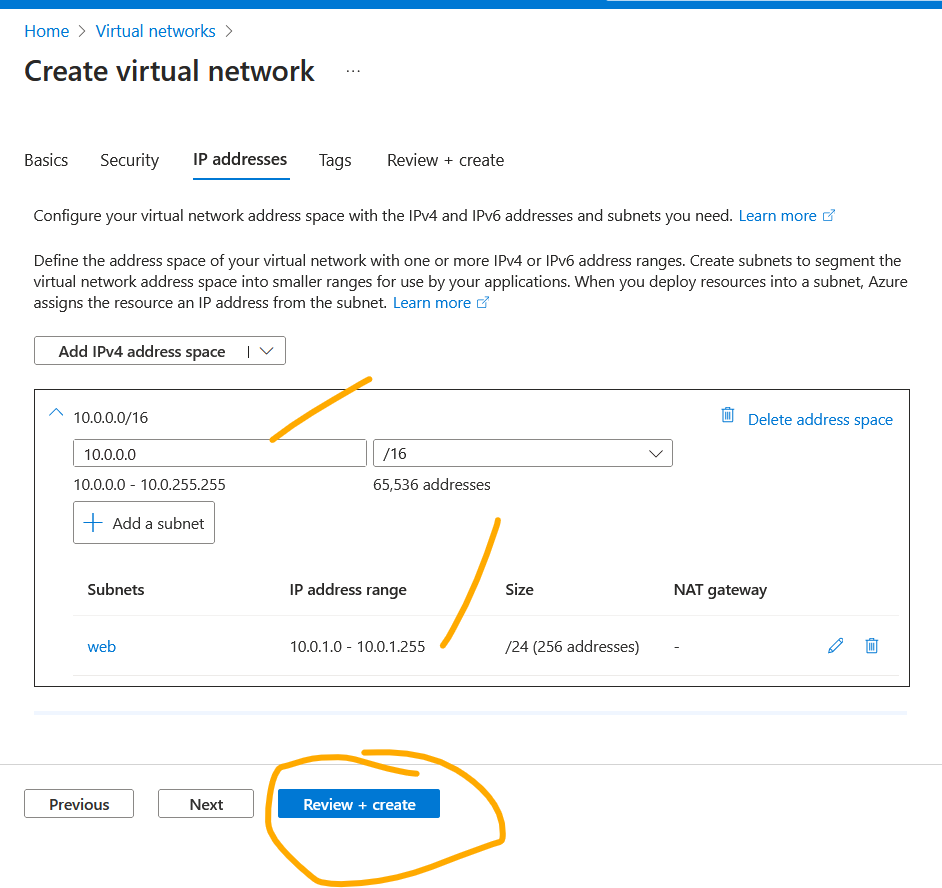 Home > Virtual networks >
Create virtual network ...
Basics Security IP addresses Tags Review + create
Configure your virtual network address space with the IPv4 and IPv6 addresses and subnets you need. Learn more
Define the address space of your virtual network with one or more IPv4 or IPv6 address ranges. Create subnets to segment the
virtual network address space into smaller ranges for use by your applications. When you deploy resources into a subnet, Azure
assigns the resource an IP address from the subnet. Learn more
Add IPv4 address space |
10.0.0.0/16 Delete address space
10.0.0.0 /16
10.0.0.0 - 10.0.255.255 65,536 addresses
+ Add a subnet
Subnets IP address range Size NAT gateway
web 10.0.1.0 - 10.0.1.255 /24 (256 addresses) -
Previous Next Review + create